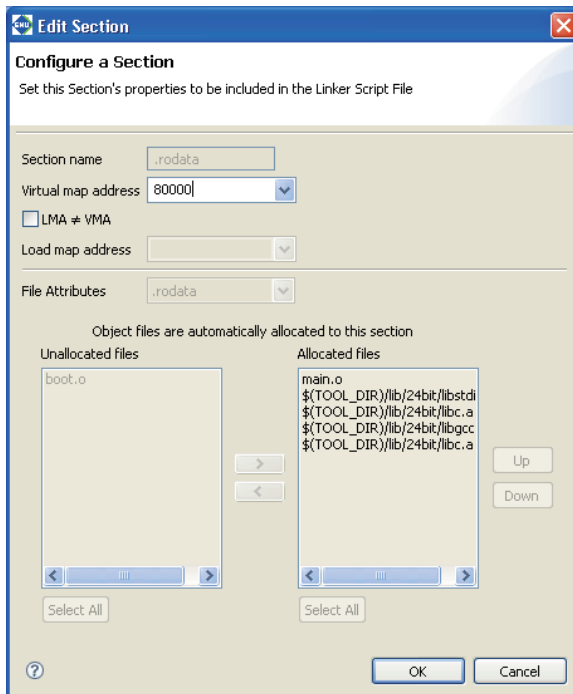 GNU Edit Section
Configure a Section
Set this Section's properties to be included in the Linker Script File
Section name .rodata
Virtual map address 80000
LMA ≠ VMA
Load map address
File Attributes .rodata
Object files are automatically allocated to this section
Unallocated files Allocated files
boot.o main.o
$(TOOL_DIR)/lib/24bit/libstdi
$(TOOL_DIR)/lib/24bit/libc.a
$(TOOL_DIR)/lib/24bit/libgcc
$(TOOL_DIR)/lib/24bit/libc.a
> Up
< Down
Select All Select All
? OK Cancel